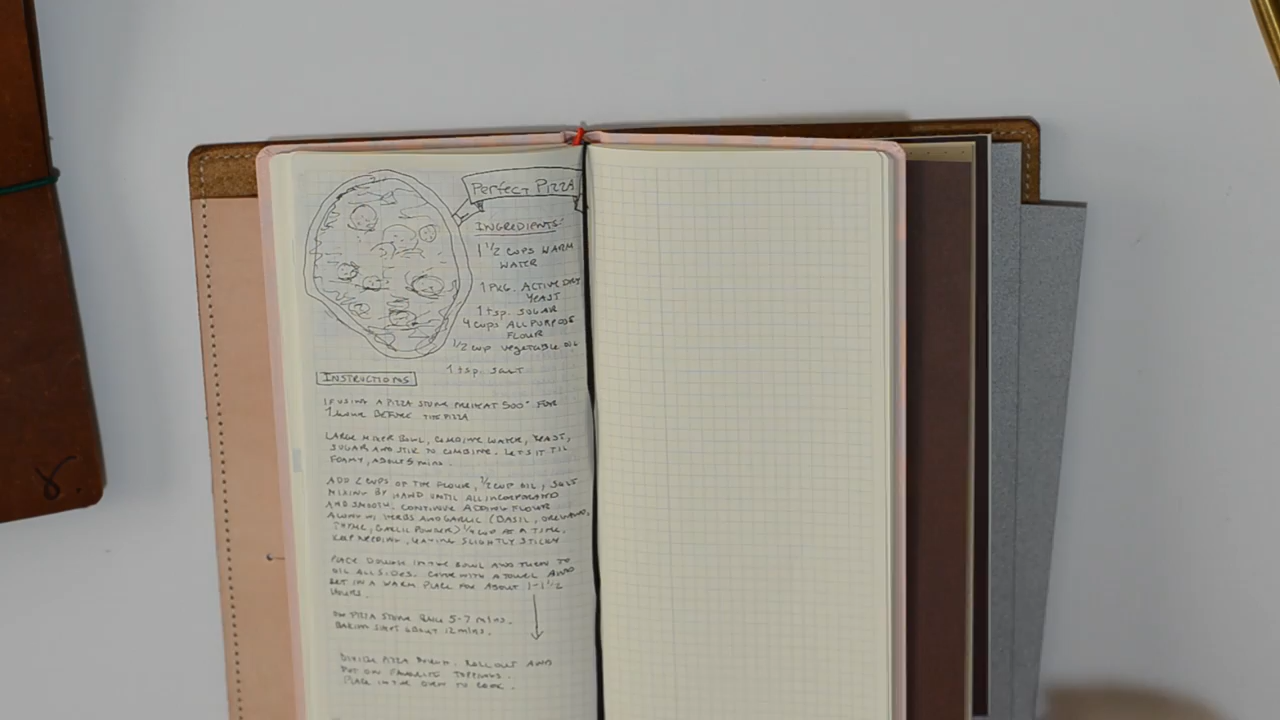 Perfect Pizza
INGREDIENTS:
1 1/2 CUPS WARM
WATER
1 PKG. ACTIVE DRY
YEAST
1 tsp. SUGAR
4 cups ALL PURPOSE
FLOUR
1/2 cup vegetable OIL
1 tsp. SALT
INSTRUCTIONS
IF USING A PIZZA STONE PREHEAT 500° FOR
1 HOUR BEFORE THE PIZZA
LARGE MIXER BOWL, COMBINE WATER, YEAST,
SUGAR AND STIR TO COMBINE. LET SIT TIL
FOAMY, ABOUT 5 mins.
ADD 2 CUPS OF THE FLOUR, 1/2 CUP OIL, SALT
MIXING BY HAND UNTIL ALL INCORPORATED
AND SMOOTH. CONTINUE ADDING FLOUR
ALONG W/ HERBS AND GARLIC (BASIL, OREGANO,
THYME, GARLIC POWDER) 1/4 CUP AT A TIME.
KEEP NEEDING, LEAVING SLIGHTLY STICKY
PLACE DOUGH IN THE BOWL AND TURN TO
OIL ALL SIDES. COVER WITH A TOWEL AND
SET IN A WARM PLACE FOR ABOUT 1-1 1/2
HOURS.
ON PIZZA STONE 5-7 mins.
BAKING SHEET ABOUT 12 mins.
DIVIDE PIZZA DOUGH. ROLL OUT AND
PUT ON FAVORITE TOPPINGS.
PLACE IN THE OVEN TO COOK.
8.